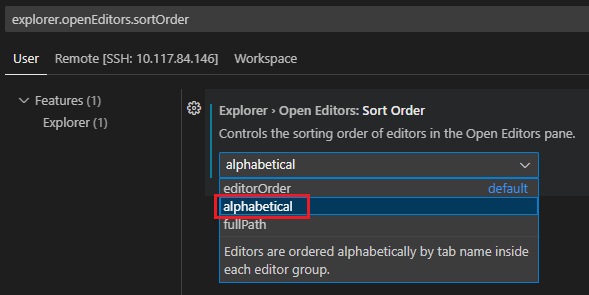 explorer.openEditors.sortOrder
User Remote [SSH: 10.117.84.146] Workspace
Features (1)
Explorer (1)
Explorer › Open Editors: Sort Order
Controls the sorting order of editors in the Open Editors pane.
alphabetical
editorOrder default
alphabetical
fullPath
Editors are ordered alphabetically by tab name inside
each editor group.